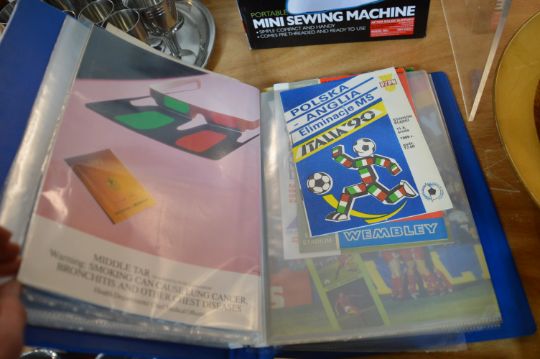 PORTABLE
MINI SEWING MACHINE
• SIMPLE COMPACT AND HANDY
• COMES PRETHREADED AND READY TO USE
POLSKA
- ANGLIA
Eliminacje MŚ
ITALIA '90
WEMBLEY
STADIUM
MIDDLE TAR
Warning: SMOKING CAN CAUSE LUNG CANCER,
BRONCHITIS AND OTHER CHEST DISEASES